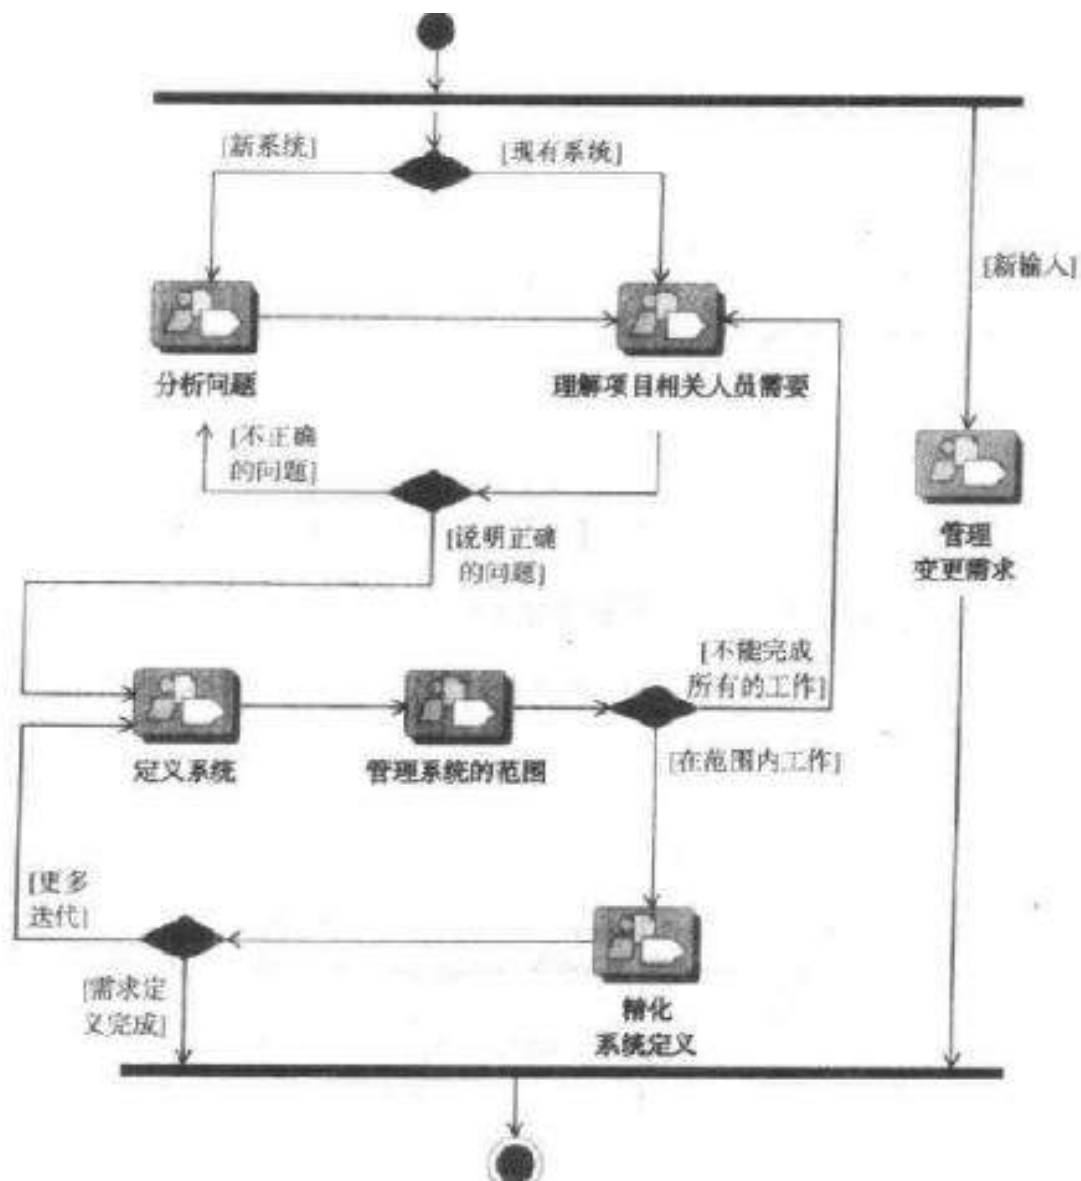 [新系统]
[现有系统]
[新输入]
分析问题
理解项目相关人员需要
[不正确
的问题]
[说明正确
的问题]
管理
变更需求
[不能完成
所有的工作]
定义系统
管理系统的范围
[在范围内工作]
[更多
迭代]
[需求定
义完成]
精化
系统定义